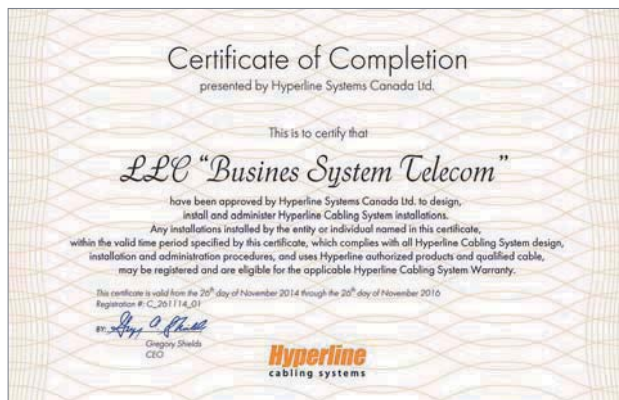 Certificate of Completion
presented by Hyperline Systems Canada Ltd.
This is to certify that
LLC "Busines System Telecom"
have been approved by Hyperline Systems Canada Ltd. to design,
install and administer Hyperline Cabling System installations.
Any installations installed by the entity or individual named in this certificate,
within the valid time period specified by this certificate, which complies with all Hyperline Cabling System design,
installation and administration procedures, and uses Hyperline authorized products and qualified cable,
may be registered and are eligible for the applicable Hyperline Cabling System Warranty.
This certificate is valid from the 26th day of November 2014 through the 26th day of November 2016
Registration #: C_261114_01
BY:
Gregory Shields
CEO
Hyperline
cabling systems